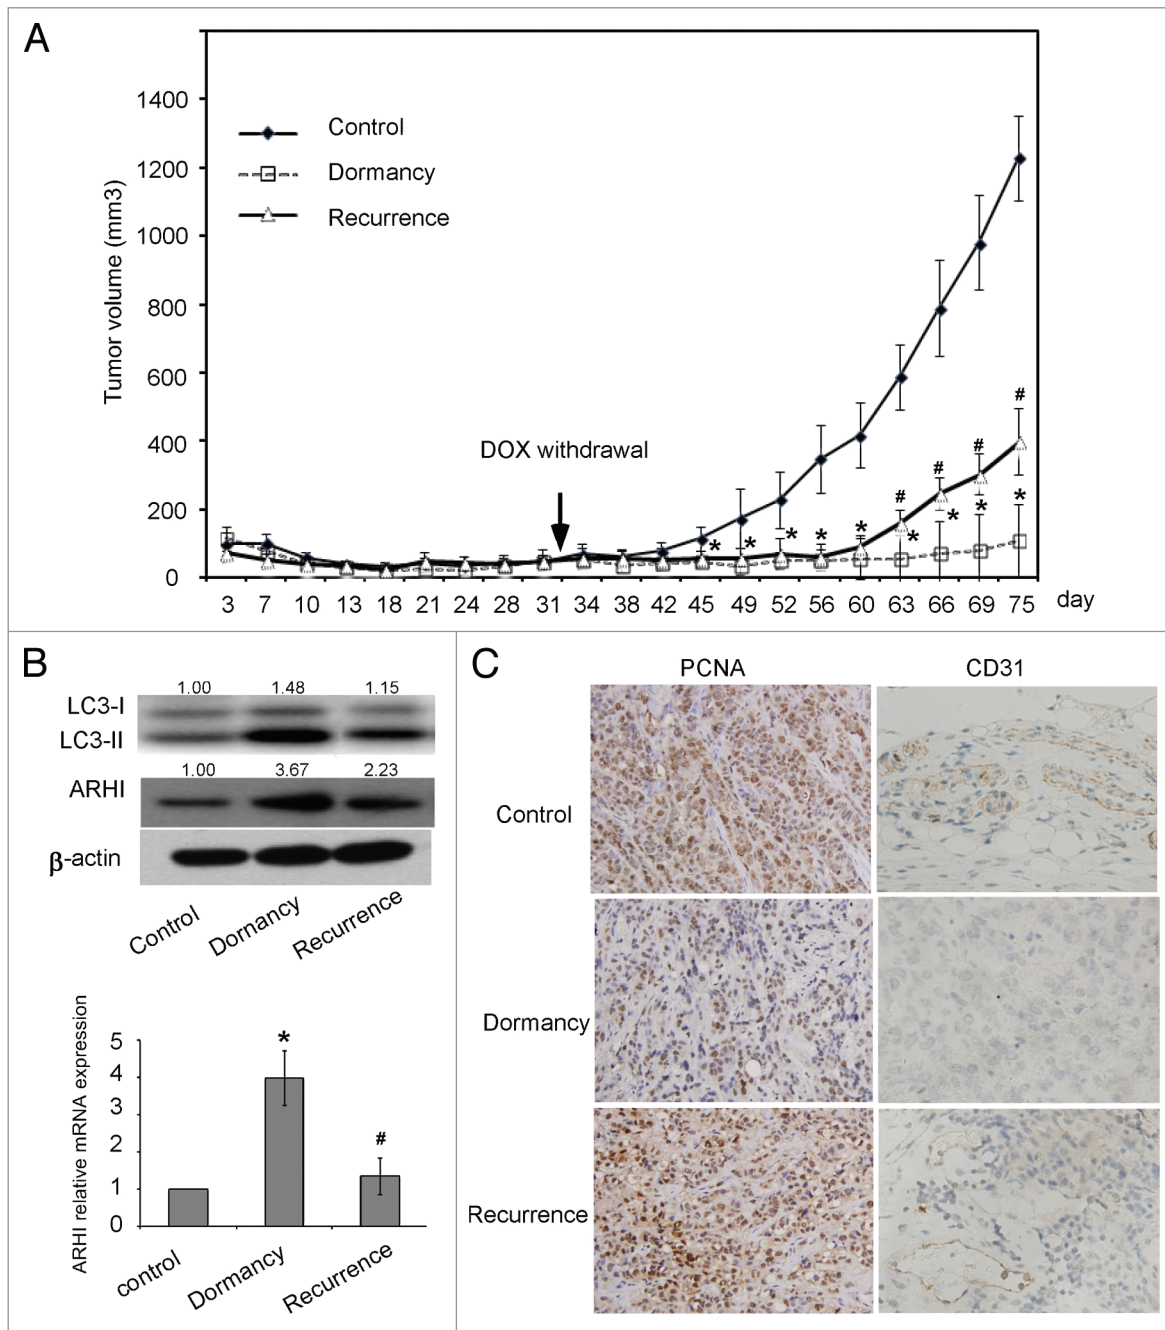 A
Tumor volume (mm3)
1400
1200
1000
800
600
400
200
0
Control
Dormancy
Recurrence
DOX withdrawal
* * * * * * * * * *
# # # #
3 7 10 13 18 21 24 28 31 34 38 42 45 49 52 56 60 63 66 69 75 day
B
1.00 1.48 1.15
LC3-I
LC3-II
1.00 3.67 2.23
ARHI
β-actin
Control Dornancy Recurrence
ARHI relative mRNA expression
5
4
3
2
1
0
*
#
control Dormancy Recurrence
C
PCNA CD31
Control
Dormancy
Recurrence